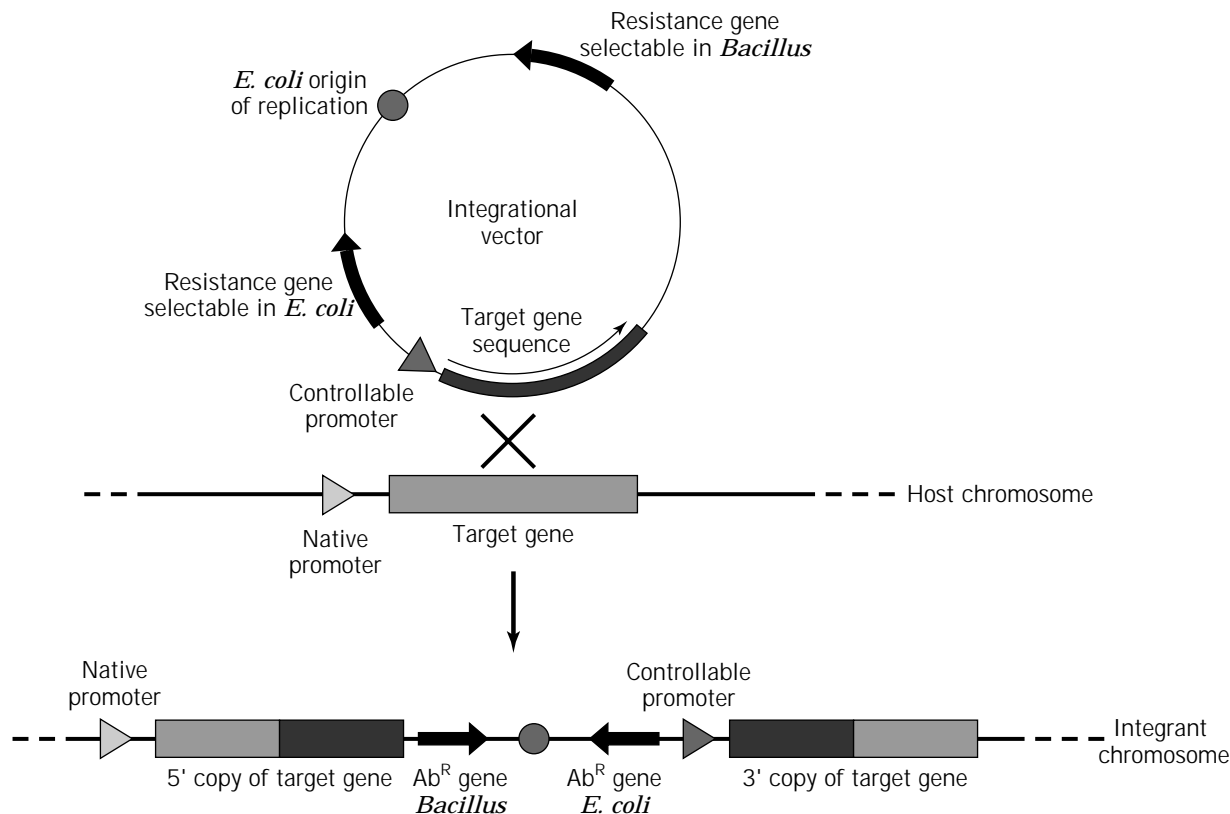 Resistance gene
selectable in Bacillus
E. coli origin
of replication
Integrational
vector
Resistance gene
selectable in E. coli
Target gene
sequence
Controllable
promoter
Host chromosome
Native
promoter
Target gene
Native
promoter
Controllable
promoter
Integrant
chromosome
5' copy of target gene
AbR gene
Bacillus
AbR gene
E. coli
3' copy of target gene